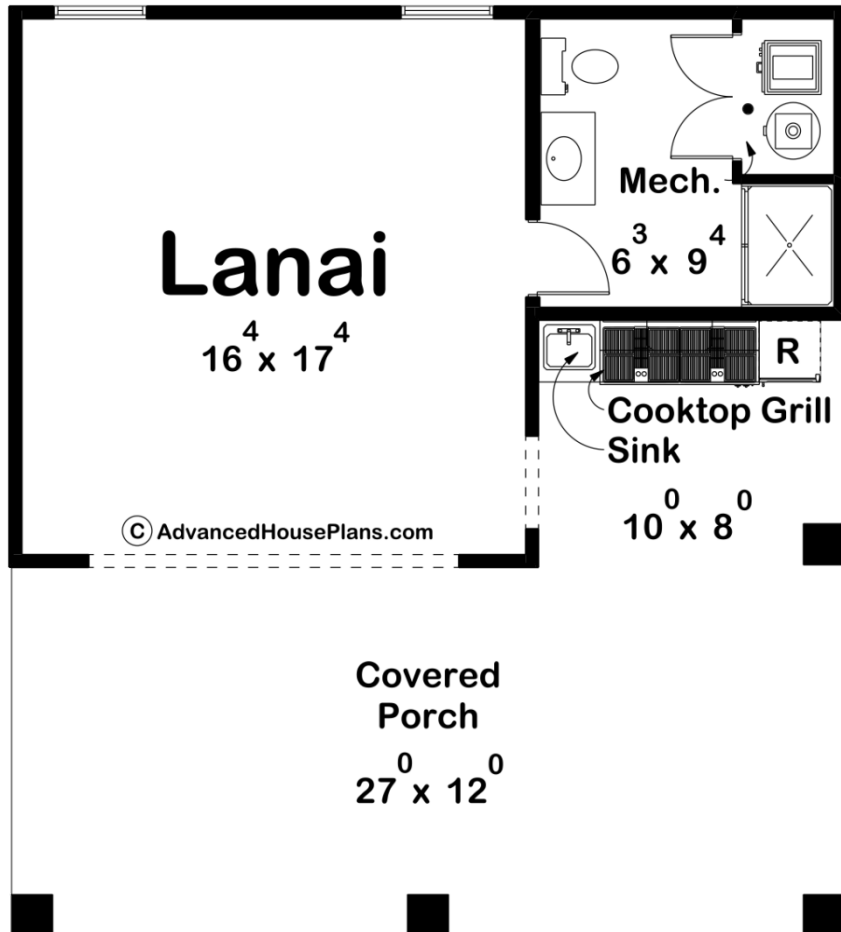 Lanai
16⁴ x 17⁴
Mech.
6³ x 9⁴
R
Cooktop Grill
Sink
10⁰ x 8⁰
© AdvancedHousePlans.com
Covered
Porch
27⁰ x 12⁰